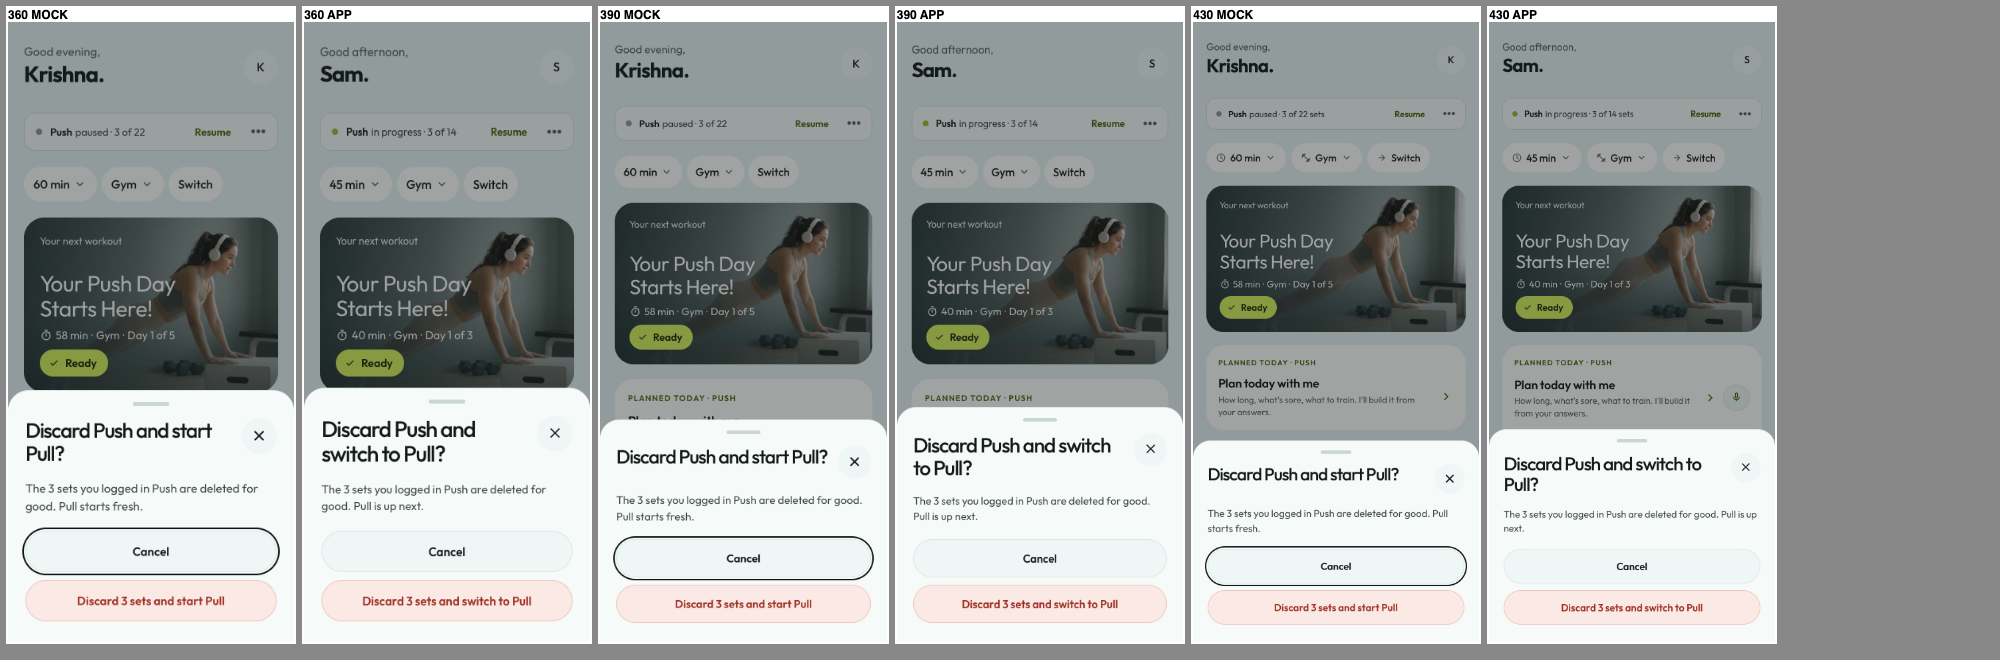 360 MOCK
Good evening,
Krishna.
K
Push paused · 3 of 22
Resume
60 min
Gym
Switch
Your next workout
Your Push Day
Starts Here!
58 min · Gym · Day 1 of 5
Ready
Discard Push and start
Pull?
The 3 sets you logged in Push are deleted for
good. Pull starts fresh.
Cancel
Discard 3 sets and start Pull
360 APP
Good afternoon,
Sam.
S
Push in progress · 3 of 14
Resume
45 min
Gym
Switch
Your next workout
Your Push Day
Starts Here!
40 min · Gym · Day 1 of 3
Ready
Discard Push and
switch to Pull?
The 3 sets you logged in Push are deleted for
good. Pull is up next.
Cancel
Discard 3 sets and switch to Pull
390 MOCK
Good evening,
Krishna.
K
Push paused · 3 of 22
Resume
60 min
Gym
Switch
Your next workout
Your Push Day
Starts Here!
58 min · Gym · Day 1 of 5
Ready
PLANNED TODAY · PUSH
Discard Push and start Pull?
The 3 sets you logged in Push are deleted for good.
Pull starts fresh.
Cancel
Discard 3 sets and start Pull
390 APP
Good afternoon,
Sam.
S
Push in progress · 3 of 14
Resume
45 min
Gym
Switch
Your next workout
Your Push Day
Starts Here!
40 min · Gym · Day 1 of 3
Ready
PLANNED TODAY · PUSH
Discard Push and switch
to Pull?
The 3 sets you logged in Push are deleted for good.
Pull is up next.
Cancel
Discard 3 sets and switch to Pull
430 MOCK
Good evening,
Krishna.
K
Push paused · 3 of 22 sets
Resume
60 min
Gym
Switch
Your next workout
Your Push Day
Starts Here!
58 min · Gym · Day 1 of 5
Ready
PLANNED TODAY · PUSH
Plan today with me
How long, what's sore, what to train. I'll build it from
your answers.
Discard Push and start Pull?
The 3 sets you logged in Push are deleted for good. Pull
starts fresh.
Cancel
Discard 3 sets and start Pull
430 APP
Good afternoon,
Sam.
S
Push in progress · 3 of 14 sets
Resume
45 min
Gym
Switch
Your next workout
Your Push Day
Starts Here!
40 min · Gym · Day 1 of 3
Ready
PLANNED TODAY · PUSH
Plan today with me
How long, what's sore, what to train. I'll build it
from your answers.
Discard Push and switch to
Pull?
The 3 sets you logged in Push are deleted for good. Pull is up
next.
Cancel
Discard 3 sets and switch to Pull